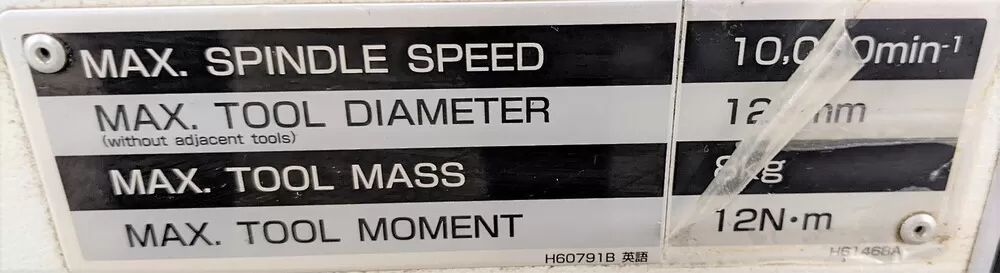 MAX. SPINDLE SPEED
MAX. TOOL DIAMETER
(without adjacent tools)
MAX. TOOL MASS
MAX. TOOL MOMENT
12N·m
H60791B 英語
H61468A